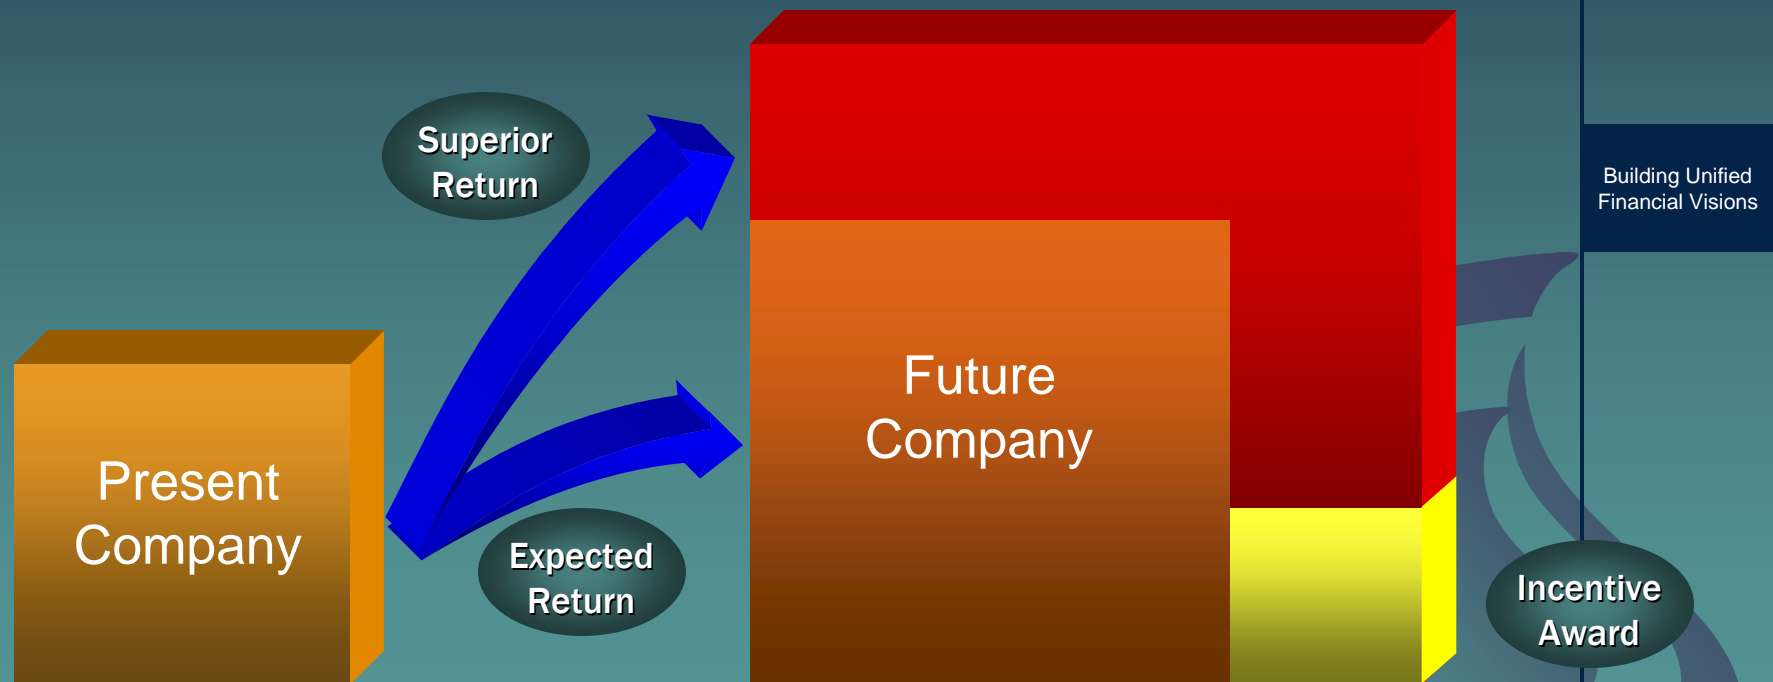 Superior
Return
Building Unified
Financial Visions
Future
Company
Present
Company
Expected
Return
Incentive
Award